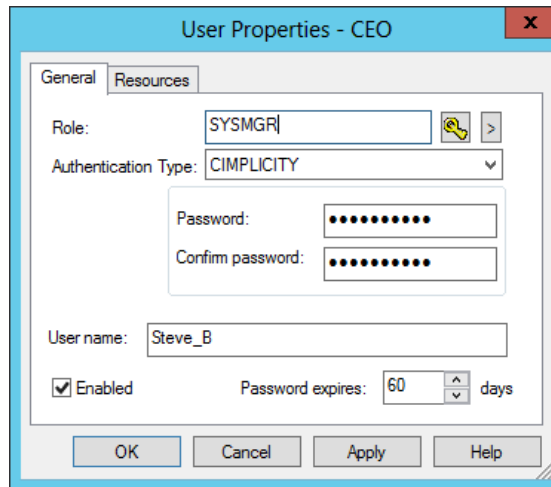 User Properties - CEO
x
General Resources
Role: SYSMGR >
Authentication Type: CIMPLICITY
Password: ●●●●●●●●●●
Confirm password: ●●●●●●●●●●
User name: Steve_B
Enabled Password expires: 60 days
OK Cancel Apply Help